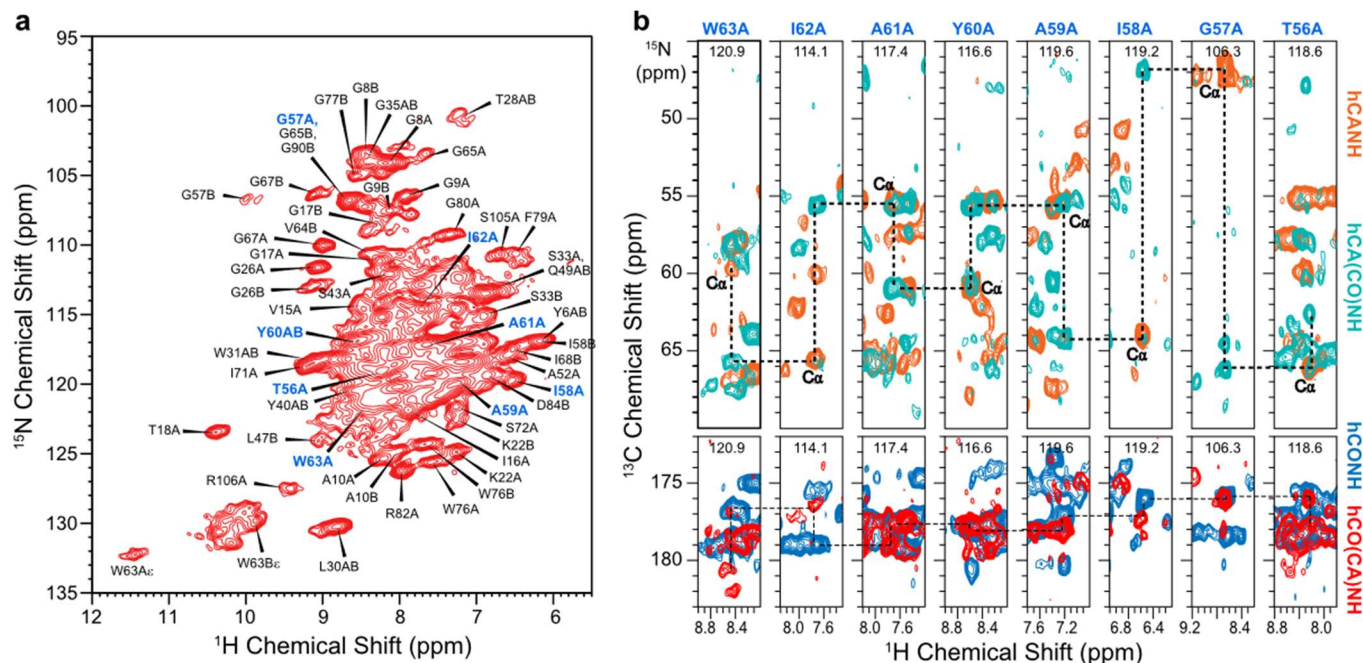 a
95
100
105
110
115
120
125
130
135
12
11
10
9
8
7
6
¹H Chemical Shift (ppm)
¹⁵N Chemical Shift (ppm)
G8B
G77B
G35AB
G57A,
G8A
T28AB
G65B,
G90B
G65A
G67B
G9B
G9A
G57B
G17B
G80A
V64B
S105A
F79A
I62A
G67A
G17A
S33A,
Q49AB
G26A
G26B
S43A
S33B
V15A
Y6AB
Y60AB
A61A
I58B
W31AB
I68B
I71A
A52A
T56A
I58A
Y40AB
A59A
D84B
S72A
T18A
L47B
K22B
I16A
W63A
K22A
R106A
A10A
W76B
A10B
W76A
R82A
W63Aε
W63Bε
L30AB
b
W63A
I62A
A61A
Y60A
A59A
I58A
G57A
T56A
¹⁵N
(ppm)
120.9
114.1
117.4
116.6
119.6
119.2
106.3
118.6
50
55
60
65
Cα
Cα
Cα
Cα
Cα
Cα
Cα
Cα
hCANH
hCA(CO)NH
¹³C Chemical Shift (ppm)
120.9
114.1
117.4
116.6
119.6
119.2
106.3
118.6
175
180
hCONH
hCO(CA)NH
8.8
8.4
8.0
7.6
8.0
7.6
8.8
8.4
7.6
7.2
6.8
6.4
9.2
8.8
8.8
8.0
¹H Chemical Shift (ppm)